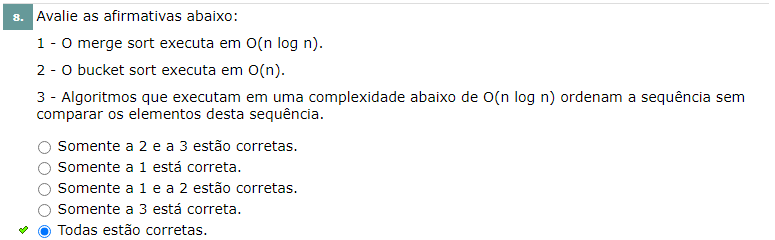 8. Avalie as afirmativas abaixo:
1 - O merge sort executa em O(n log n).
2 - O bucket sort executa em O(n).
3 - Algoritmos que executam em uma complexidade abaixo de O(n log n) ordenam a sequência sem
comparar os elementos desta sequência.
Somente a 2 e a 3 estão corretas.
Somente a 1 está correta.
Somente a 1 e a 2 estão corretas.
Somente a 3 está correta.
Todas estão corretas.